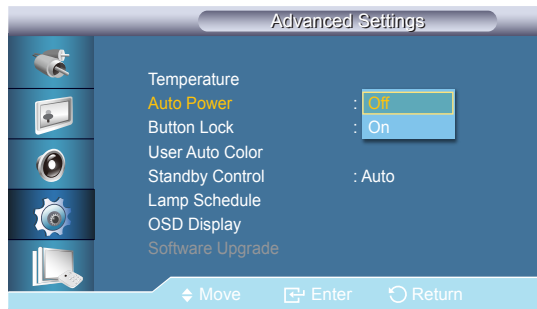 Advanced Settings
Temperature
Auto Power : Off
Button Lock : On
User Auto Color
Standby Control : Auto
Lamp Schedule
OSD Display
Software Upgrade
Move Enter Return